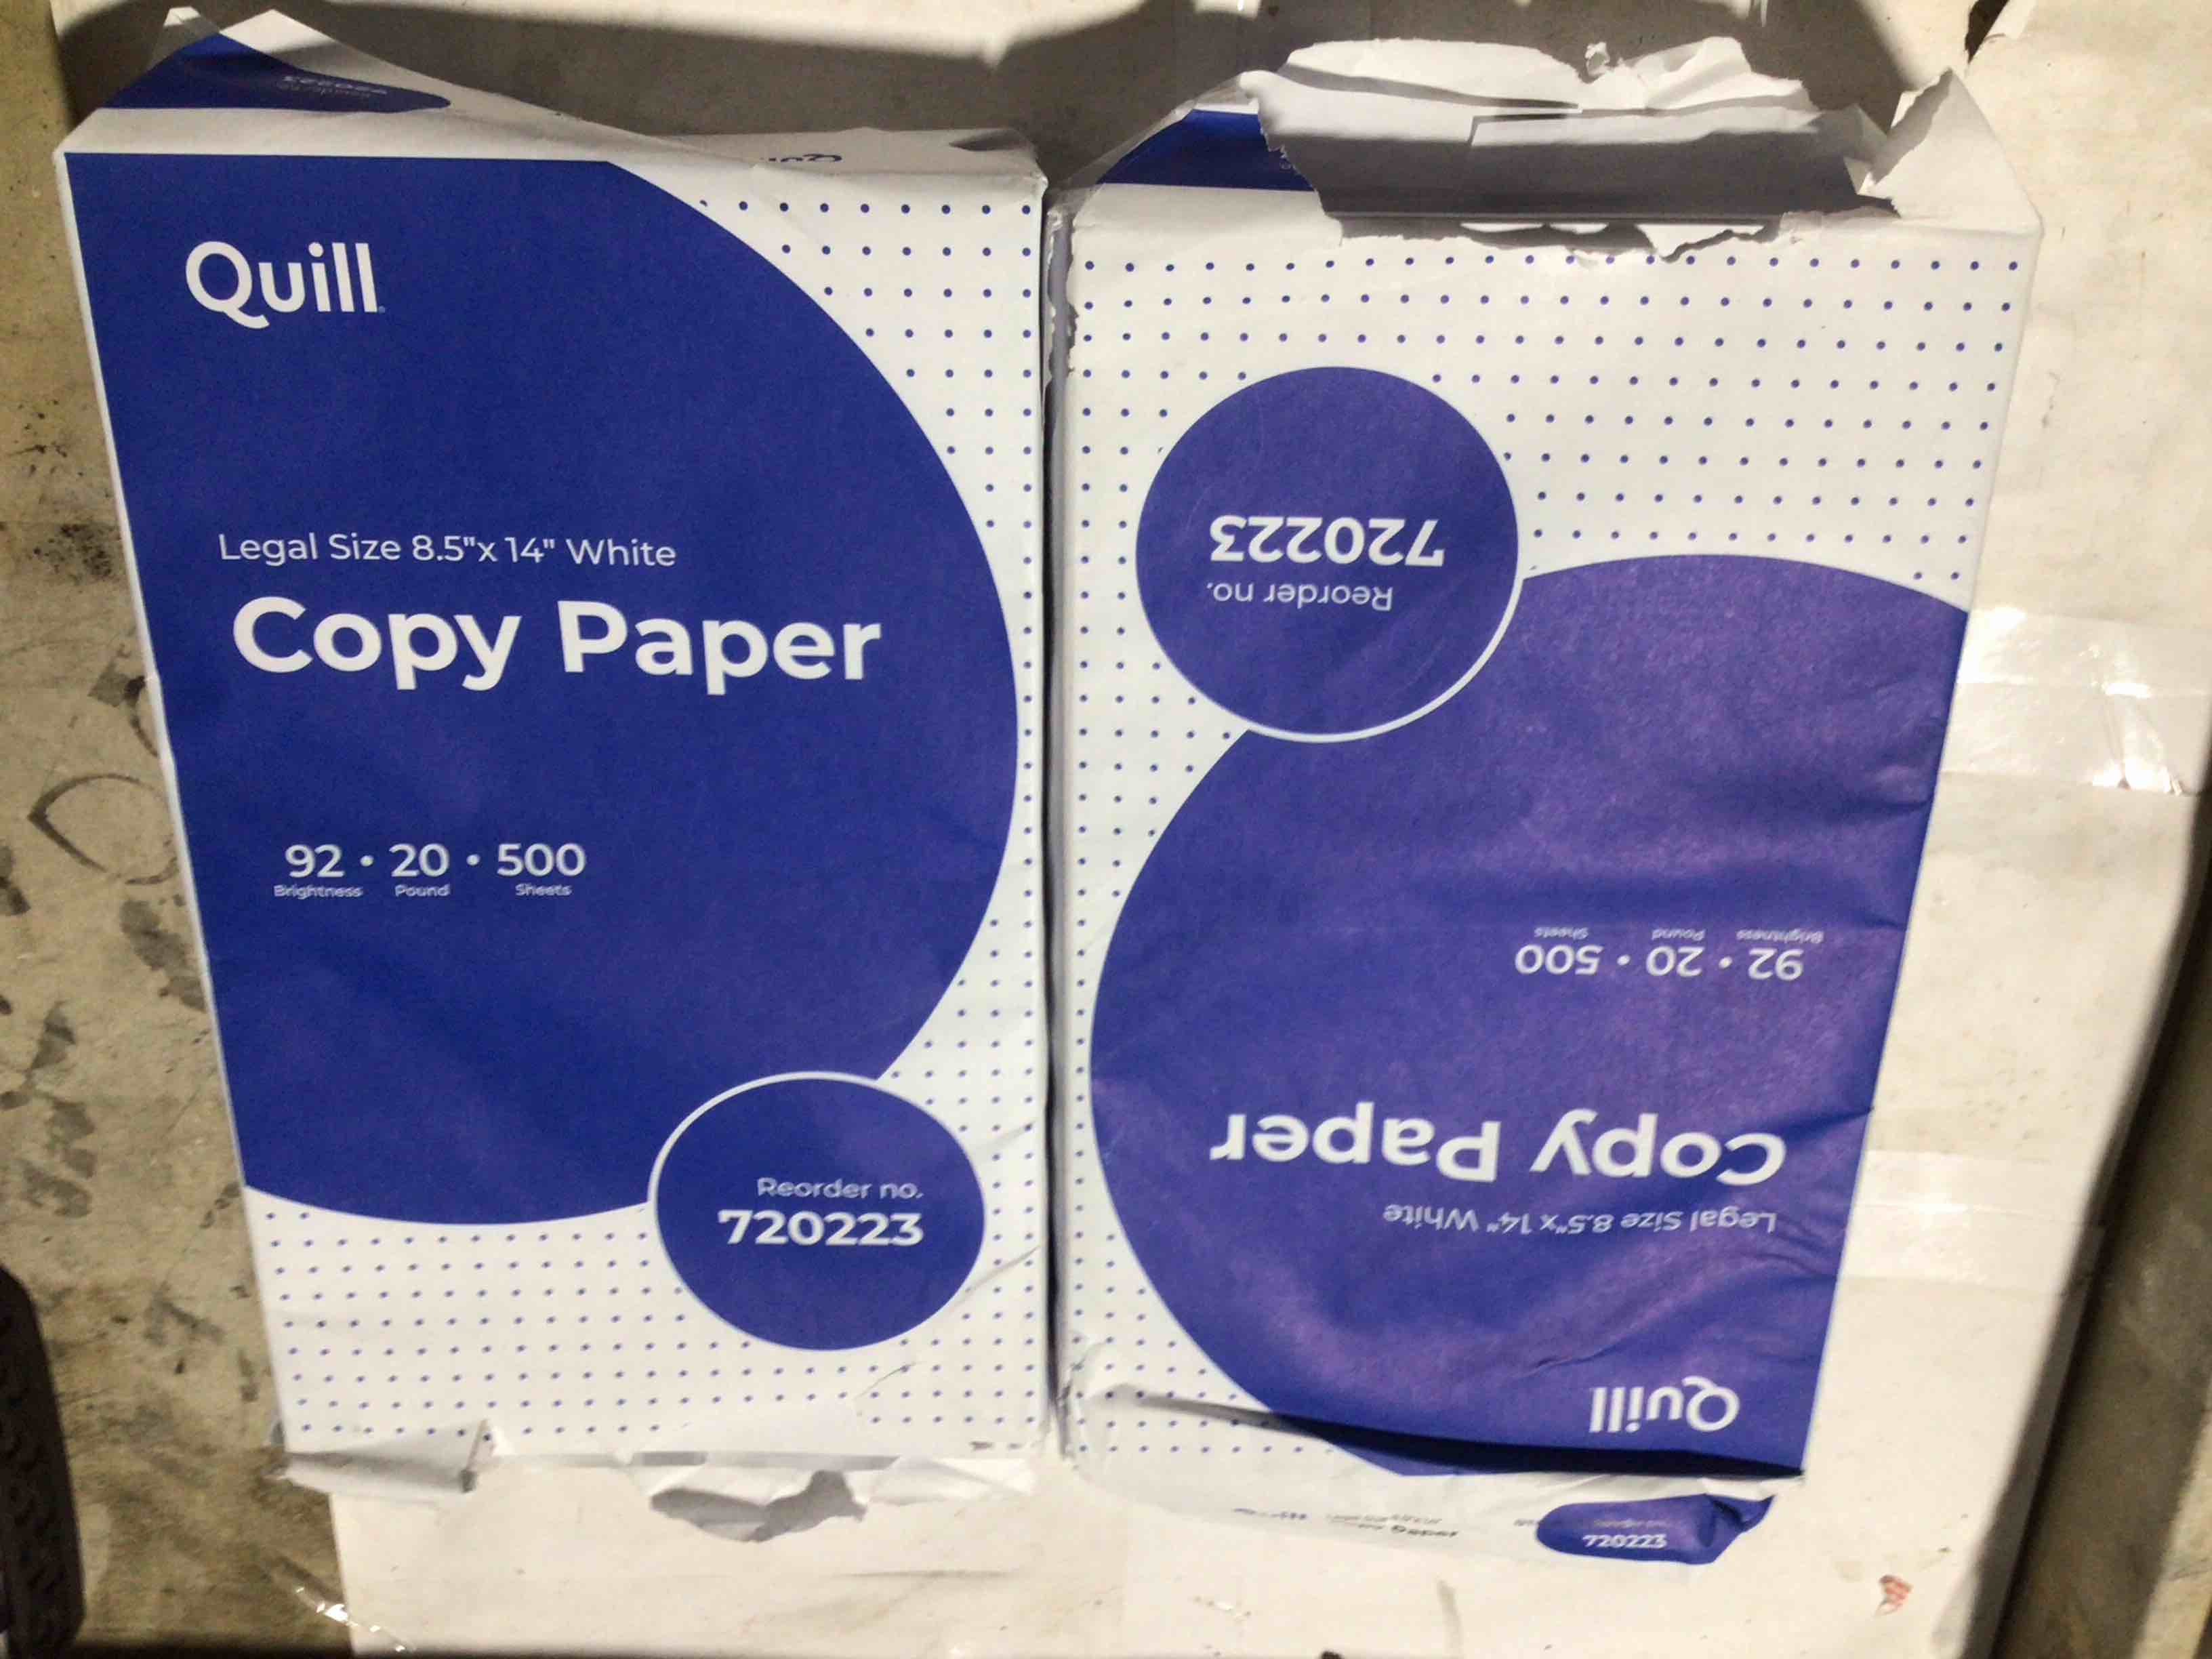 Quill
Legal Size 8.5"x 14" White
Copy Paper
92 • 20 • 500
Brightness Pound Sheets
Reorder no.
720223
Quill
Legal Size 8.5"x 14" White
Copy Paper
92 • 20 • 500
Brightness Pound Sheets
Reorder no.
720223
720223